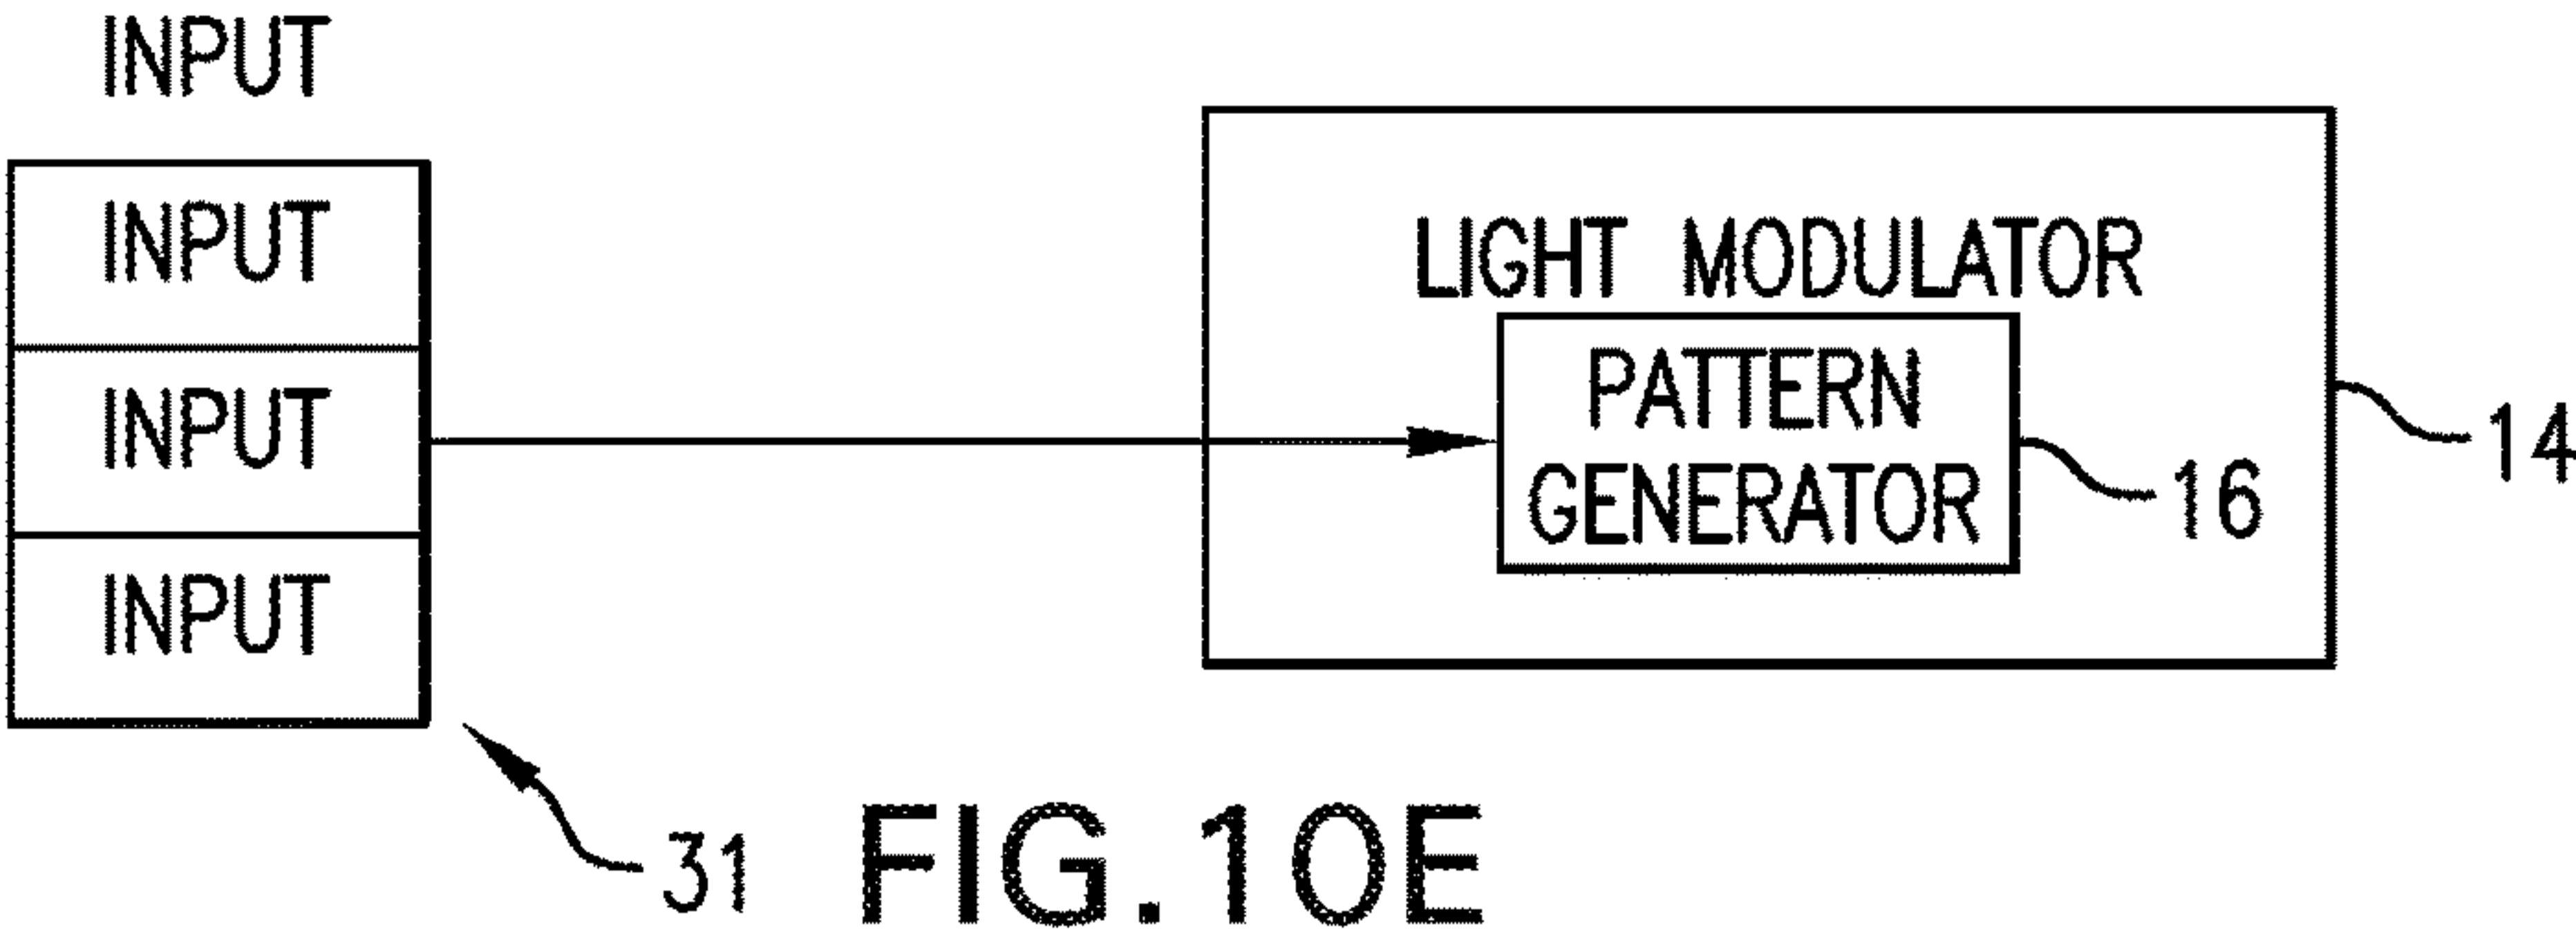 INPUT
INPUT
INPUT
INPUT
LIGHT MODULATOR
PATTERN
GENERATOR
14
16
31
FIG.10E